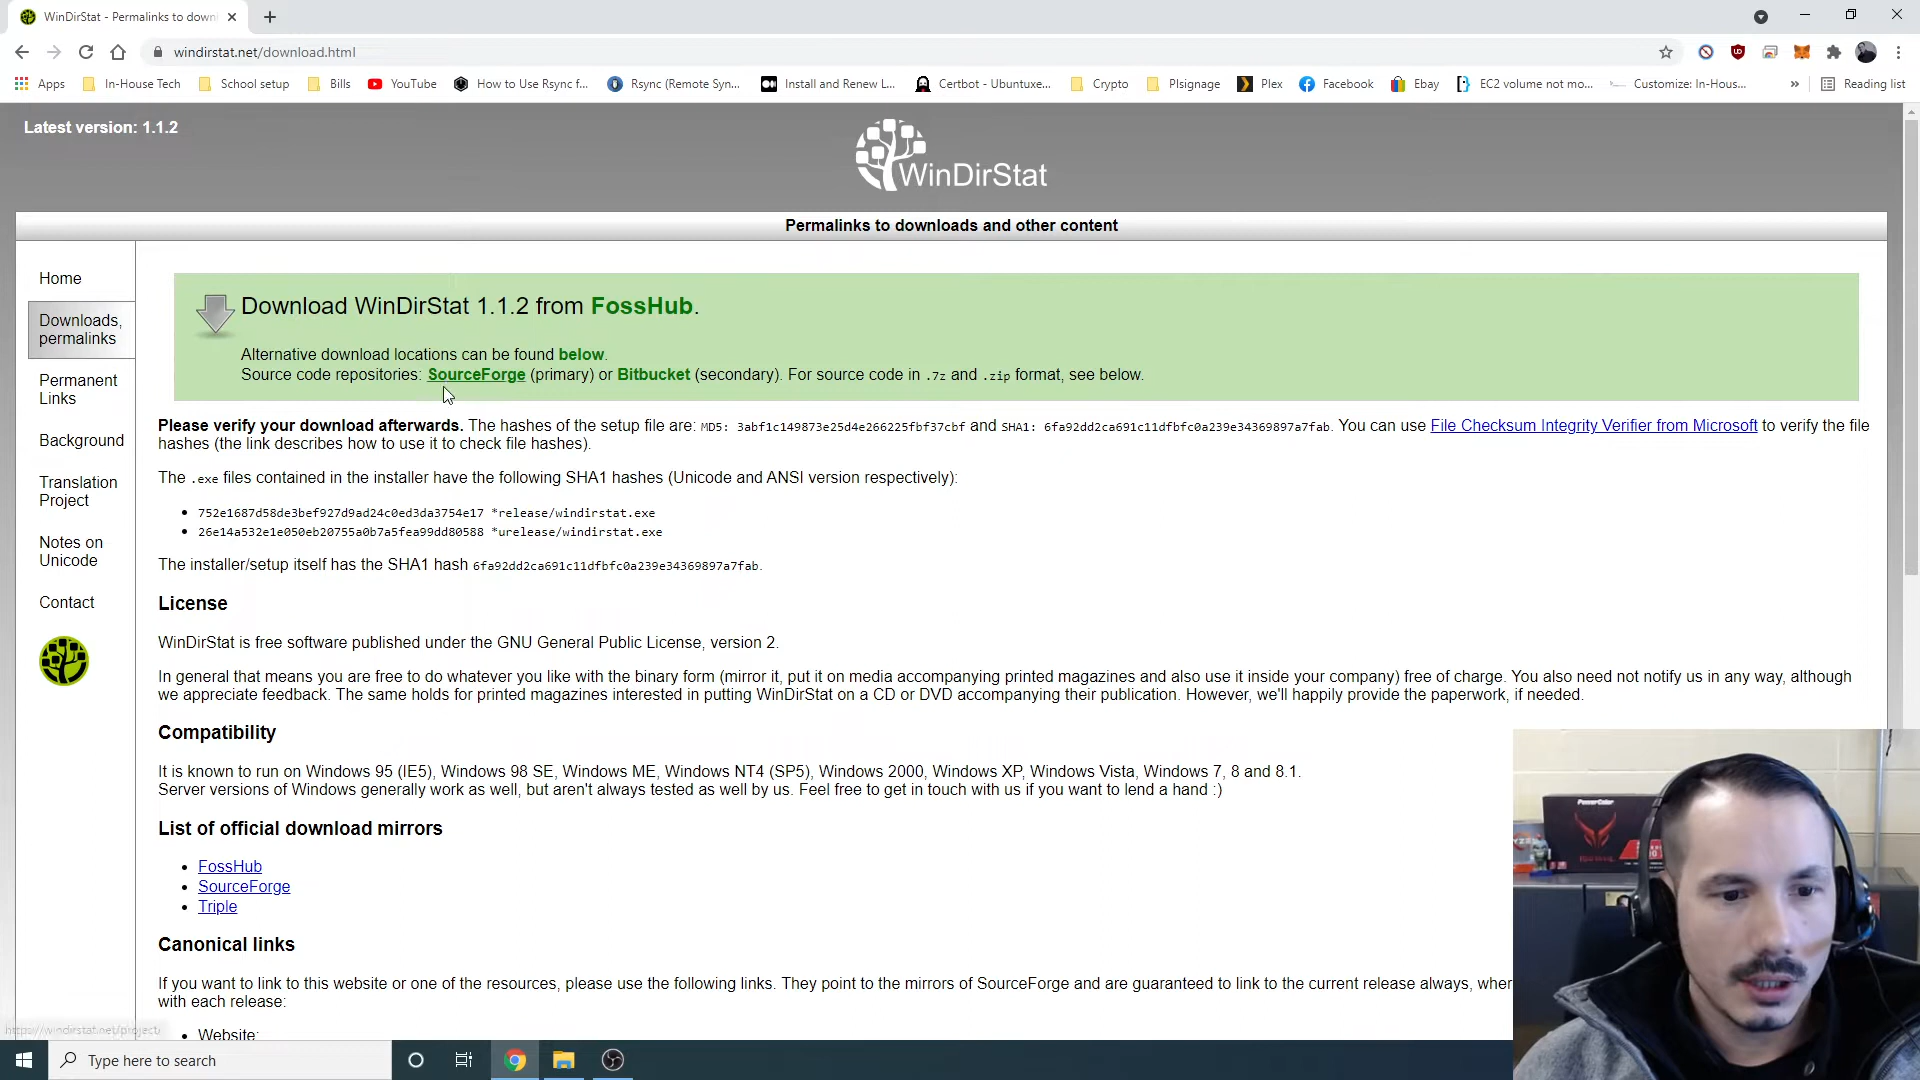 WinDirStat - Permalinks to down
windirstat.net/download.html
Apps
In-House Tech
School setup
Bills
YouTube
How to Use Rsync f...
Rsync (Remote Syn...
Install and Renew L...
Certbot - Ubuntuxe...
Crypto
PIsignage
Plex
Facebook
Ebay
EC2 volume not mo...
Customize: In-Hous...
»
Reading list
Latest version: 1.1.2
WinDirStat
Permalinks to downloads and other content
Home
Downloads,
permalinks
Permanent
Links
Background
Translation
Project
Notes on
Unicode
Contact
Download WinDirStat 1.1.2 from FossHub.
Alternative download locations can be found below.
Source code repositories: SourceForge (primary) or Bitbucket (secondary). For source code in .7z and .zip format, see below.
Please verify your download afterwards. The hashes of the setup file are: MD5: 3abf1c149873e25d4e266225fbf37cbf and SHA1: 6fa92dd2ca691c11dfbfc0a239e34369897a7fab. You can use File Checksum Integrity Verifier from Microsoft to verify the file
hashes (the link describes how to use it to check file hashes).
The .exe files contained in the installer have the following SHA1 hashes (Unicode and ANSI version respectively):
• 752e1687d58de3bef927d9ad24c0ed3da3754e17 *release/windirstat.exe
• 26e14a532e1e050eb20755a0b7a5fea99dd80588 *urelease/windirstat.exe
The installer/setup itself has the SHA1 hash 6fa92dd2ca691c11dfbfc0a239e34369897a7fab.
License
WinDirStat is free software published under the GNU General Public License, version 2.
In general that means you are free to do whatever you like with the binary form (mirror it, put it on media accompanying printed magazines and also use it inside your company) free of charge. You also need not notify us in any way, although
we appreciate feedback. The same holds for printed magazines interested in putting WinDirStat on a CD or DVD accompanying their publication. However, we'll happily provide the paperwork, if needed.
Compatibility
It is known to run on Windows 95 (IE5), Windows 98 SE, Windows ME, Windows NT4 (SP5), Windows 2000, Windows XP, Windows Vista, Windows 7, 8 and 8.1.
Server versions of Windows generally work as well, but aren't always tested as well by us. Feel free to get in touch with us if you want to lend a hand :)
List of official download mirrors
• FossHub
• SourceForge
• Triple
Canonical links
If you want to link to this website or one of the resources, please use the following links. They point to the mirrors of SourceForge and are guaranteed to link to the current release always, wher
with each release:
• Website:
https://windirstat.net/project/
PowerColor
Type here to search